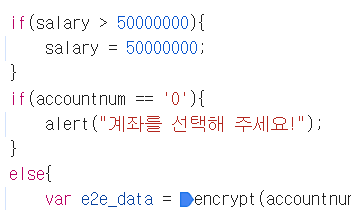 if(salary > 50000000){
salary = 50000000;
}
if(accountnum == '0'){
alert("계좌를 선택해 주세요!");
}
else{
var e2e_data = encrypt(accountnum